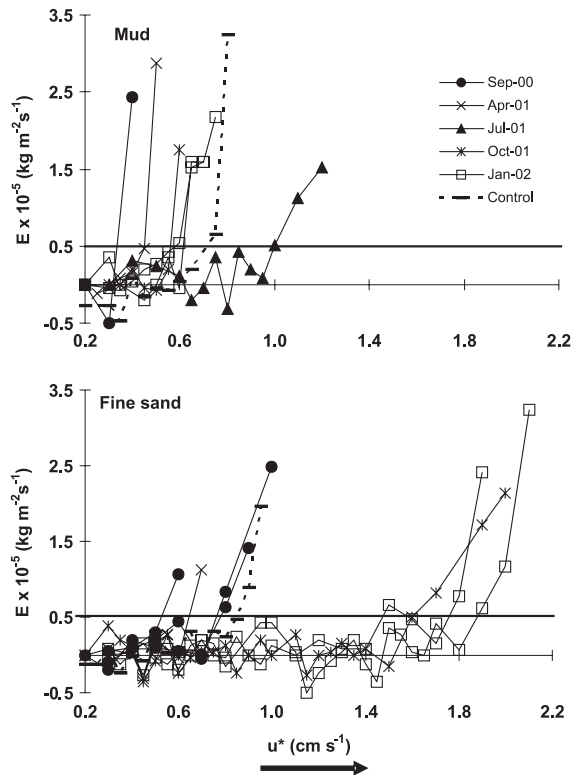 Mud
E x 10⁻⁵ (kg m⁻²s⁻¹)
3.5
2.5
1.5
0.5
-0.5
0.2
0.6
1.0
1.4
1.8
2.2
Sep-00
Apr-01
Jul-01
Oct-01
Jan-02
Control
Fine sand
E x 10⁻⁵ (kg m⁻²s⁻¹)
3.5
2.5
1.5
0.5
-0.5
0.2
0.6
1.0
1.4
1.8
2.2
u* (cm s⁻¹)